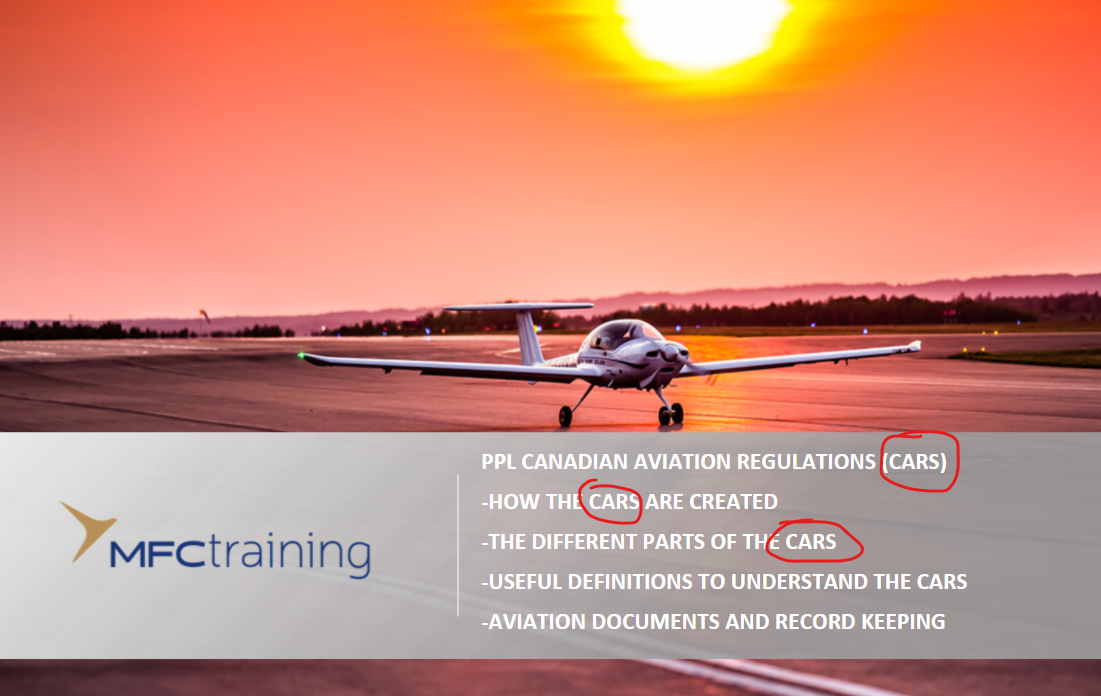 PPL CANADIAN AVIATION REGULATIONS (CARS)
-HOW THE CARS ARE CREATED
-THE DIFFERENT PARTS OF THE CARS
-USEFUL DEFINITIONS TO UNDERSTAND THE CARS
-AVIATION DOCUMENTS AND RECORD KEEPING
MFCtraining